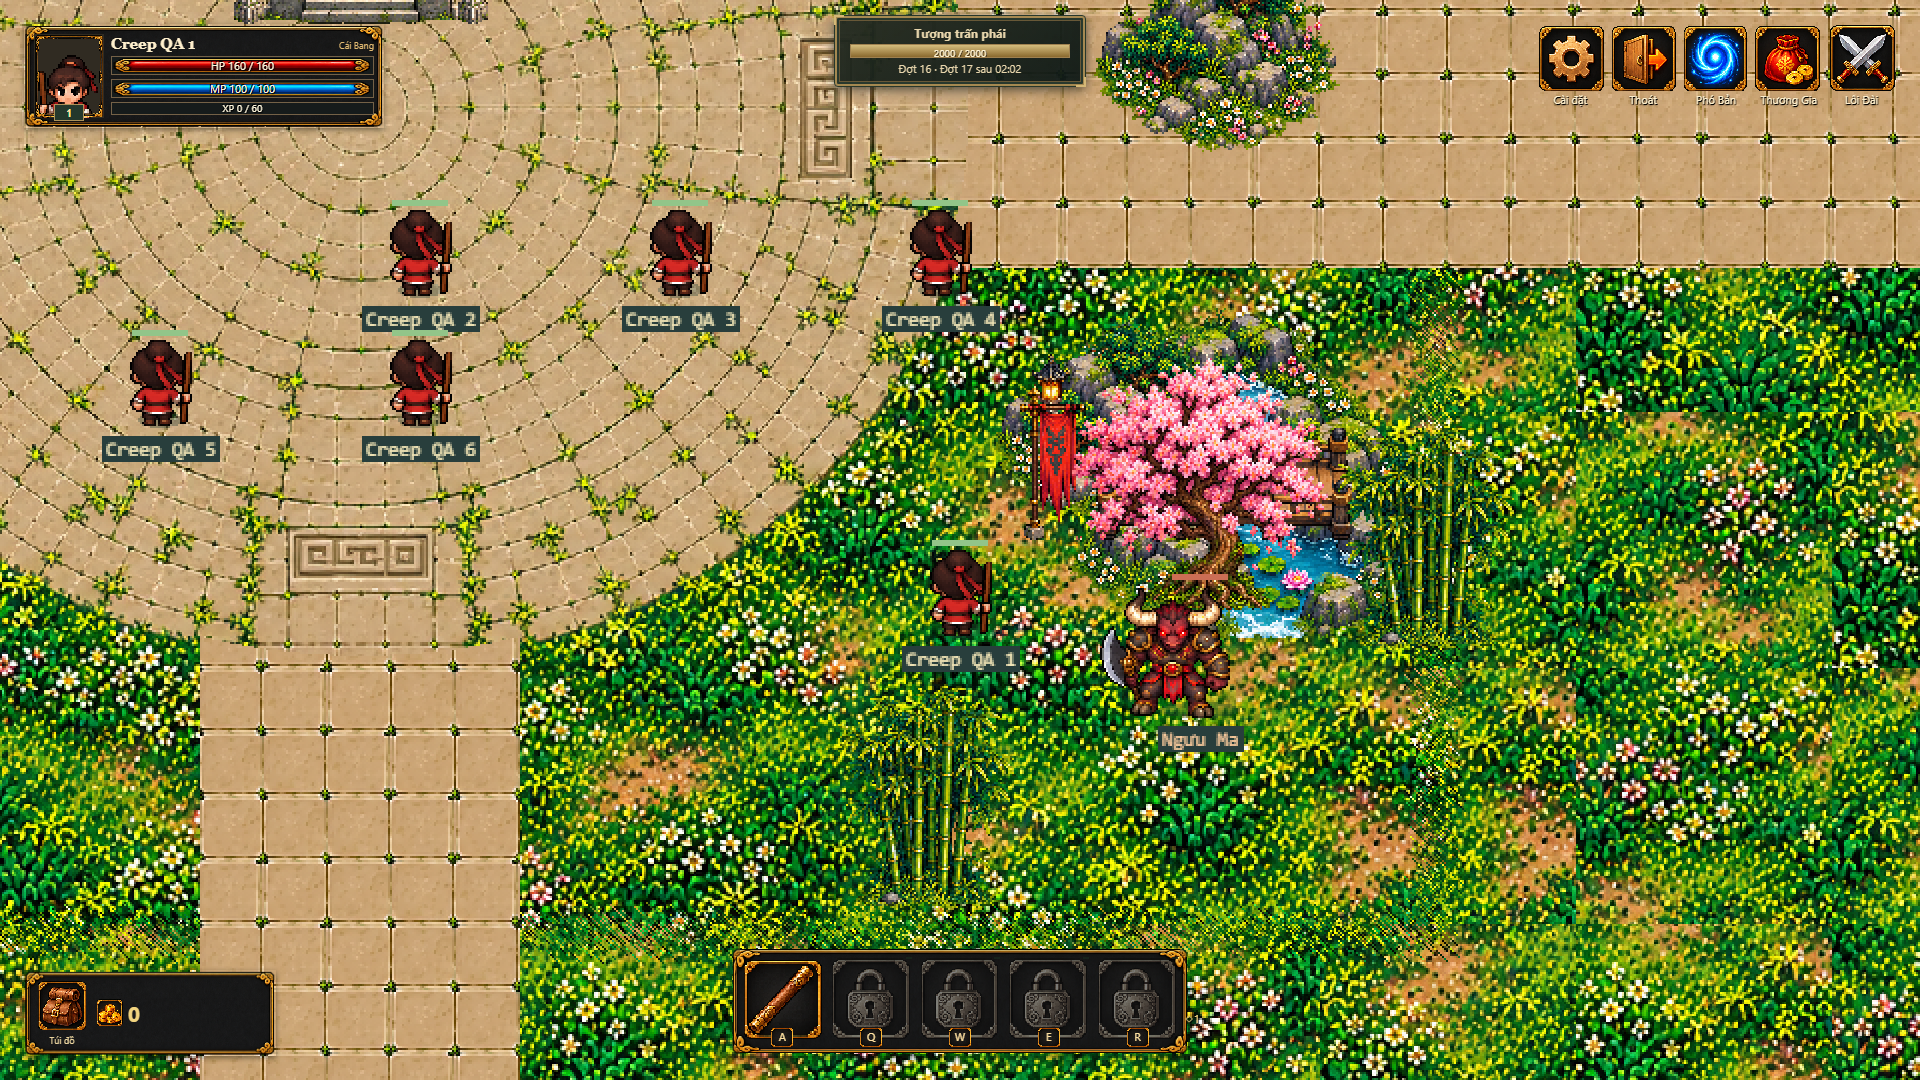 Creep QA 1
Cái Bang
HP 160 / 160
MP 100 / 100
XP 0 / 60
1
Tượng trấn phái
2000 / 2000
Đợt 16 · Đợt 17 sau 02:02
Cài đặt
Thoát
Phó Bản
Thương Gia
Lôi Đài
Creep QA 2
Creep QA 3
Creep QA 4
Creep QA 5
Creep QA 6
Creep QA 1
Ngưu Ma
0
Túi đồ
A
Q
W
E
R